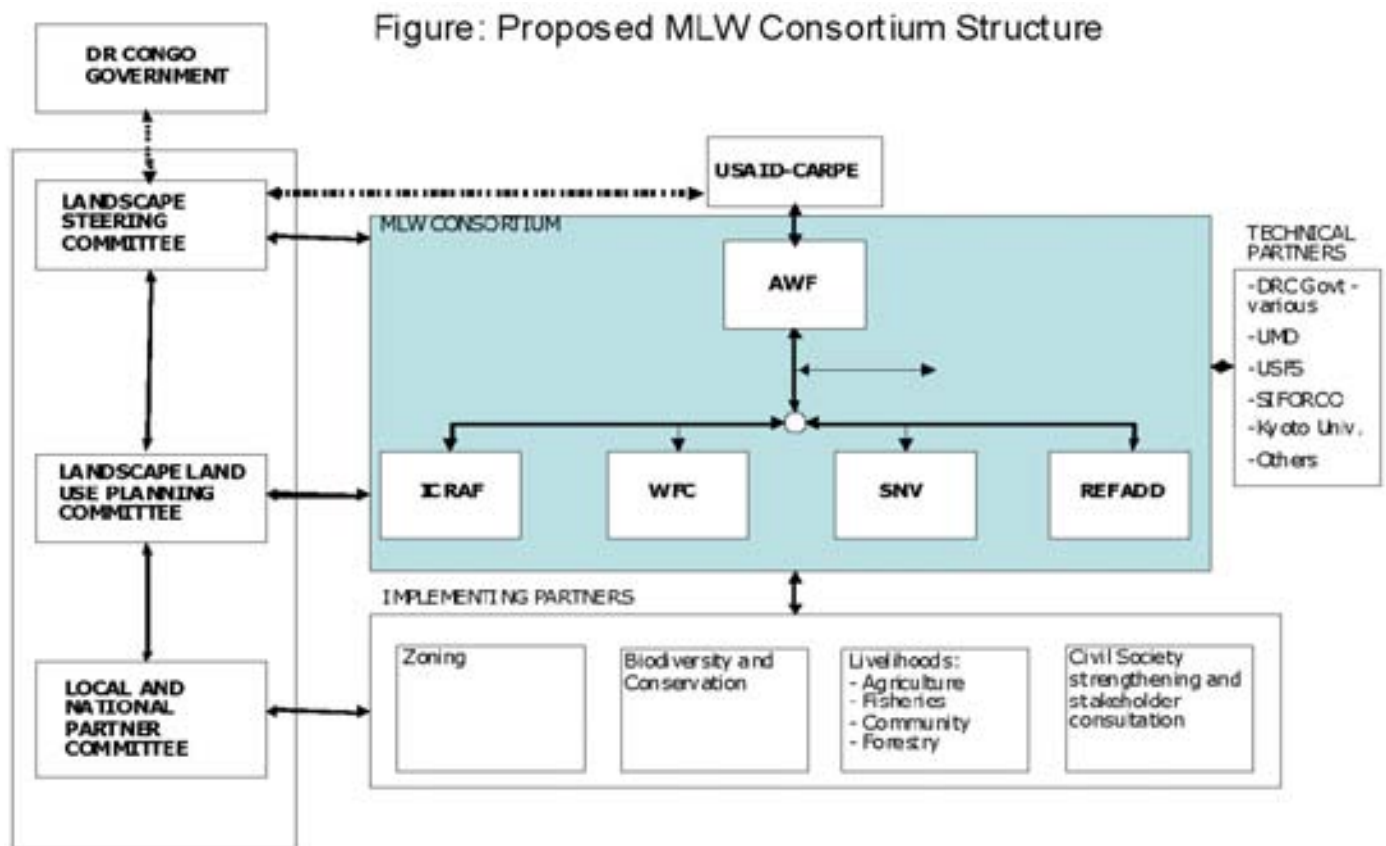 Figure: Proposed MLW Consortium Structure
DR CONGO
GOVERNMENT
LANDSCAPE
STEERING
COMMITTEE
USAID-CARPE
MLW CONSORTIUM
AWF
TECHNICAL
PARTNERS
-DRC Govt -
various
-UMD
-USFS
-SIFORCO
-Kyoto Univ.
-Others
LANDSCAPE LAND
USE PLANNING
COMMITTEE
ICRAF
WFC
SNV
REFADD
IMPLEMENTING PARTNERS
LOCAL AND
NATIONAL
PARTNER
COMMITTEE
Zoning
Biodiversity and
Conservation
Livelihoods:
- Agriculture
- Fisheries
- Community
- Forestry
Civil Society
strengthening and
stakeholder
consultation